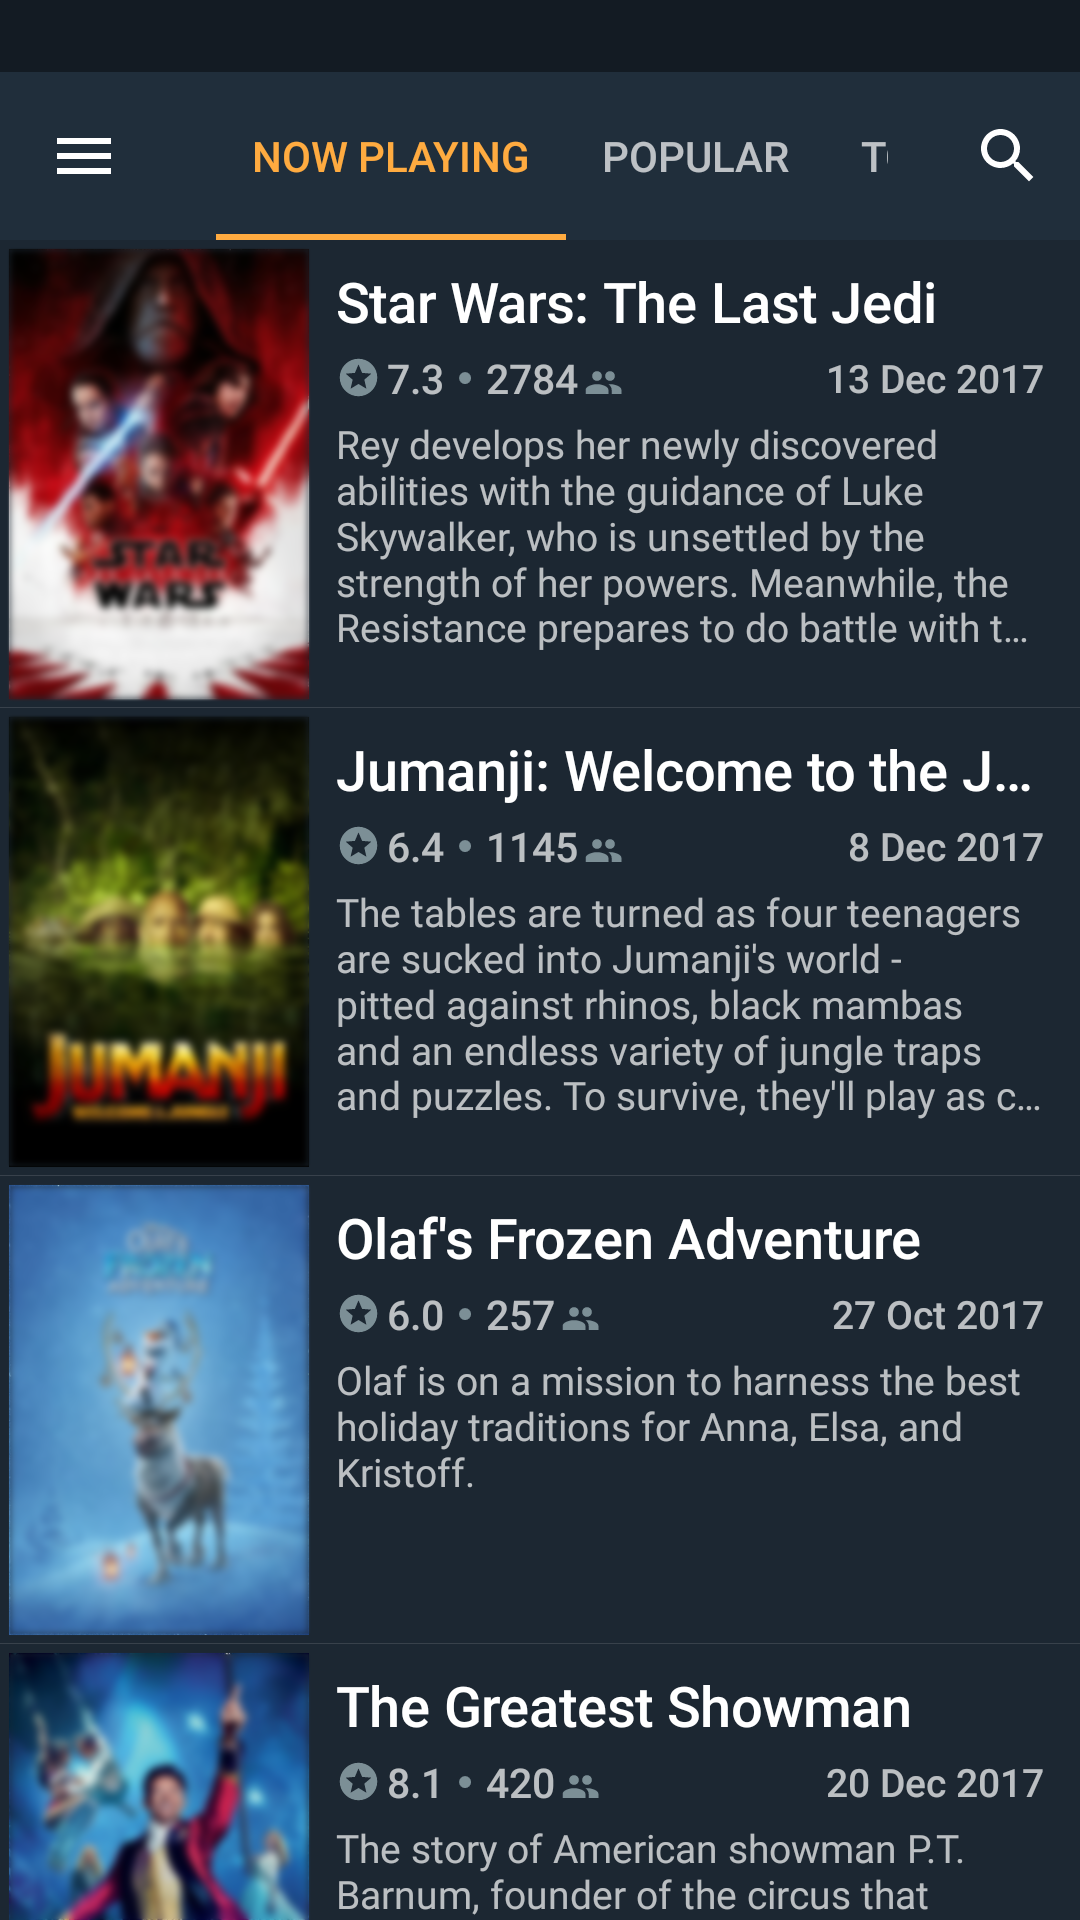 NOW PLAYING
POPULAR
Star Wars: The Last Jedi
7.3 • 2784
13 Dec 2017
Rey develops her newly discovered
abilities with the guidance of Luke
Skywalker, who is unsettled by the
strength of her powers. Meanwhile, the
Resistance prepares to do battle with t…
STAR
WARS
Jumanji: Welcome to the J…
6.4 • 1145
8 Dec 2017
The tables are turned as four teenagers
are sucked into Jumanji's world -
pitted against rhinos, black mambas
and an endless variety of jungle traps
and puzzles. To survive, they'll play as c…
JUMANJI
Olaf's Frozen Adventure
6.0 • 257
27 Oct 2017
Olaf is on a mission to harness the best
holiday traditions for Anna, Elsa, and
Kristoff.
The Greatest Showman
8.1 • 420
20 Dec 2017
The story of American showman P.T.
Barnum, founder of the circus that